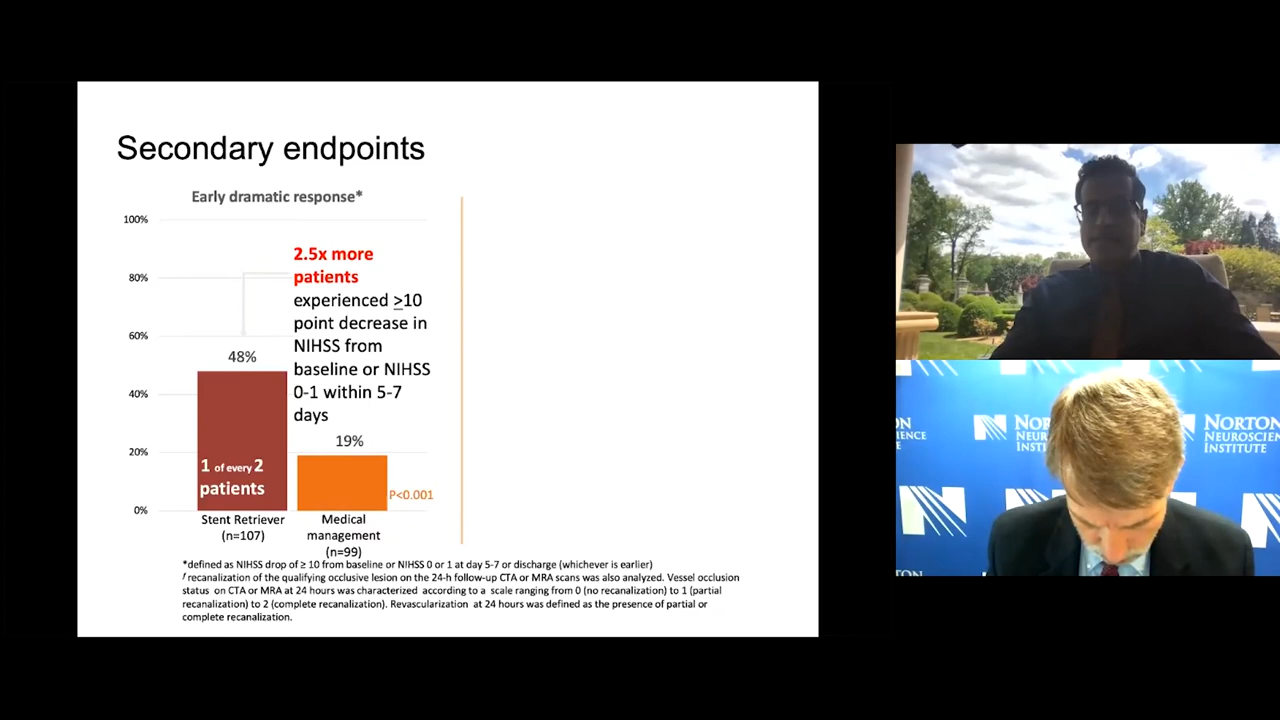 Secondary endpoints
Early dramatic response*
100%
80%
60%
40%
20%
0%
2.5x more
patients
experienced ≥10
point decrease in
NIHSS from
baseline or NIHSS
0-1 within 5-7
days
48%
19%
1 of every 2
patients
P<0.001
Stent Retriever
(n=107)
Medical
management
(n=99)
*defined as NIHSS drop of ≥ 10 from baseline or NIHSS 0 or 1 at day 5-7 or discharge (whichever is earlier)
recanalization of the qualifying occlusive lesion on the 24-h follow-up CTA or MRA scans was also analyzed. Vessel occlusion
status on CTA or MRA at 24 hours was characterized according to a scale ranging from 0 (no recanalization) to 1 (partial
recanalization) to 2 (complete recanalization). Revascularization at 24 hours was defined as the presence of partial or
complete recanalization.
ON
IENCE
NOR
NEURO
INSTIT
NORTON
NEUROSCIEN
INSTITUTE